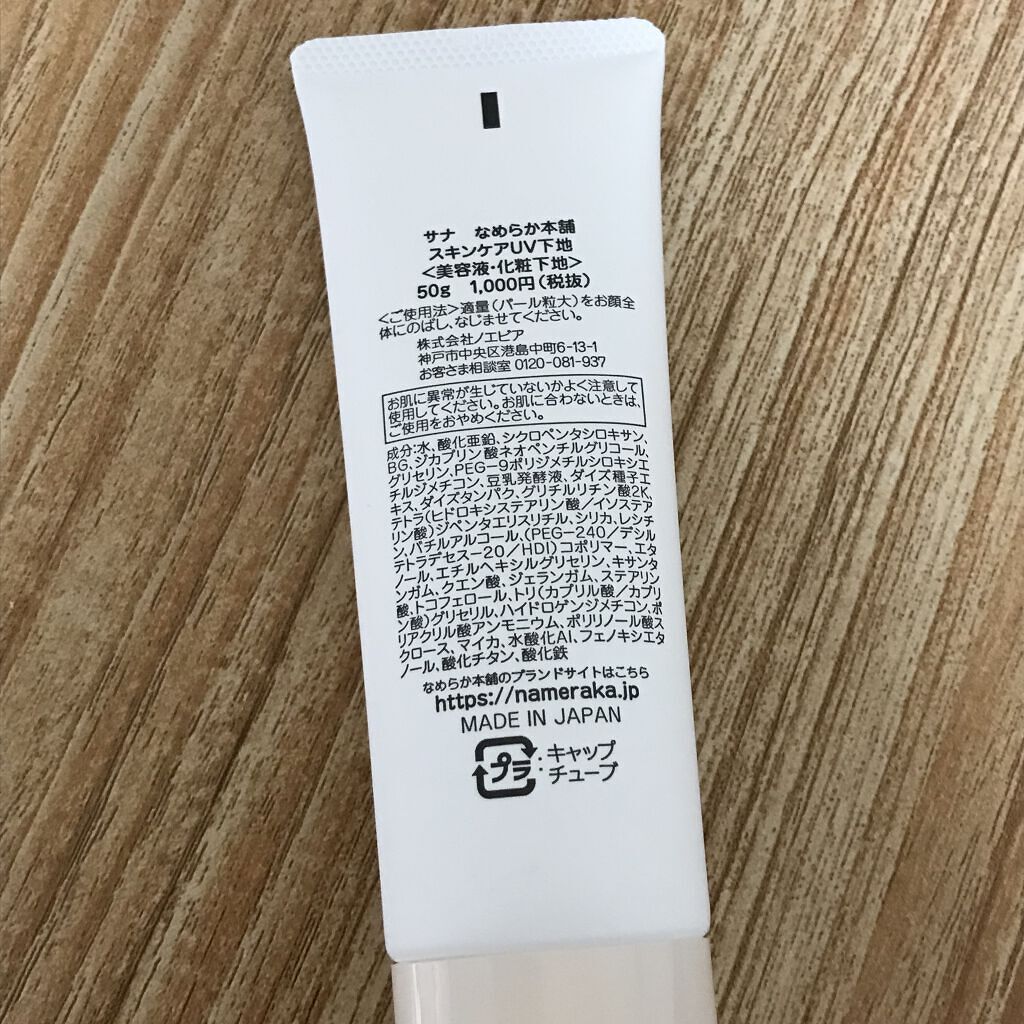 サナ なめらか本舗
スキンケアUV下地
<美容液・化粧下地>
50g 1,000円(税抜)
<ご使用法>適量(パール粒大)をお顔全
体にのばし、なじませてください。
株式会社ノエビア
神戸市中央区港島中町6-13-1
お客さま相談室 0120-081-937
お肌に異常が生じていないかよく注意して
使用してください。お肌に合わないときは、
ご使用をおやめください。
成分:水、酸化亜鉛、シクロペンタシロキサン、
BG、ジカプリン酸ネオペンチルグリコール、
グリセリン、PEG-9ポリジメチルシロキシエ
チルジメチコン、豆乳発酵液、ダイズ種子エ
キス、ダイズタンパク、グリチルリチン酸2K、
テトラ(ヒドロキシステアリン酸/イソステア
リン酸)ジペンタエリスリチル、シリカ、レシチ
ン、バチルアルコール、(PEG-240/デシル
テトラデセス-20/HDI)コポリマー、エタ
ノール、エチルヘキシルグリセリン、キサンタ
ンガム、クエン酸、ジェランガム、ステアリン
酸、トコフェロール、トリ(カプリル酸/カプリ
ン酸)グリセリル、ハイドロゲンジメチコン、ポ
リアクリル酸アンモニウム、ポリリノール酸ス
クロース、マイカ、水酸化Al、フェノキシエタ
ノール、酸化チタン、酸化鉄
なめらか本舗のブランドサイトはこちら
https://nameraka.jp
MADE IN JAPAN
プラ:キャップ
チューブ